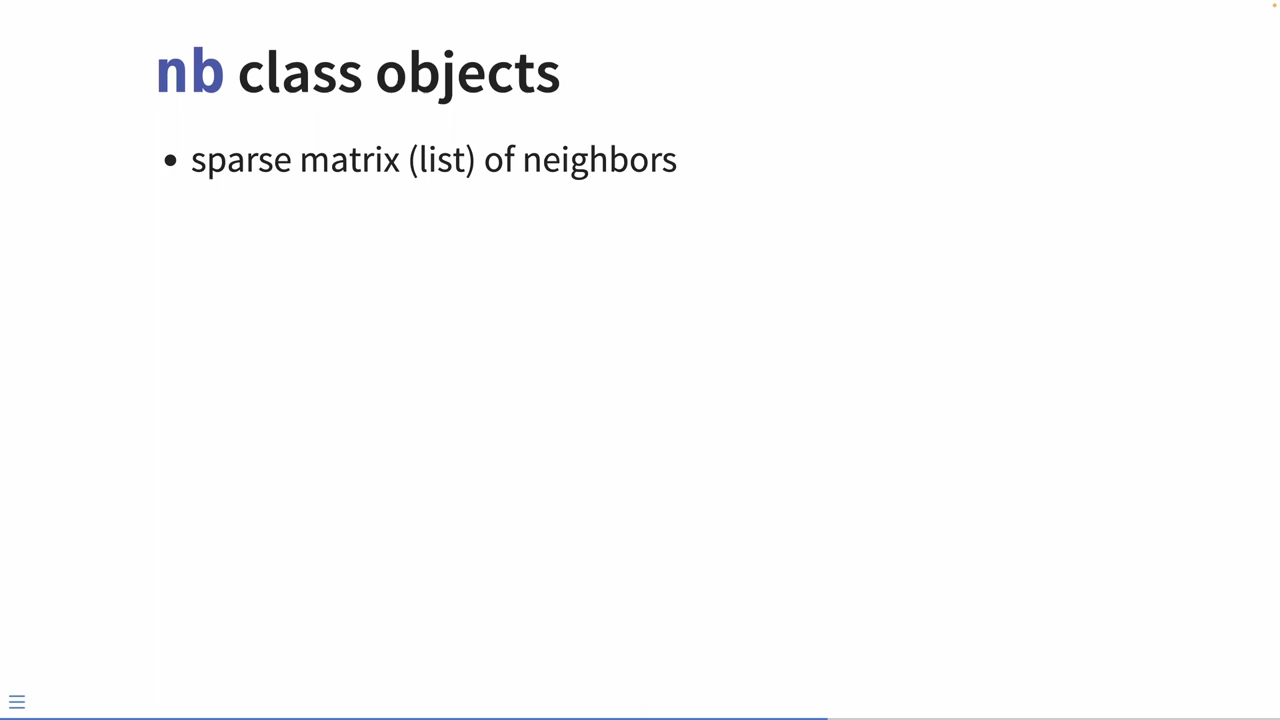 nb class objects
• sparse matrix (list) of neighbors